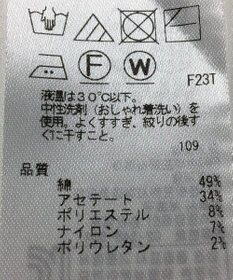 F W
F23T
液温は30℃以下。
中性洗剤(おしゃれ着洗い)を
使用。よくすすぎ、絞りの後す
ぐに干すこと。
109
品質
綿 49%
アセテート 34%
ポリエステル 8%
ナイロン 7%
ポリウレタン 2%